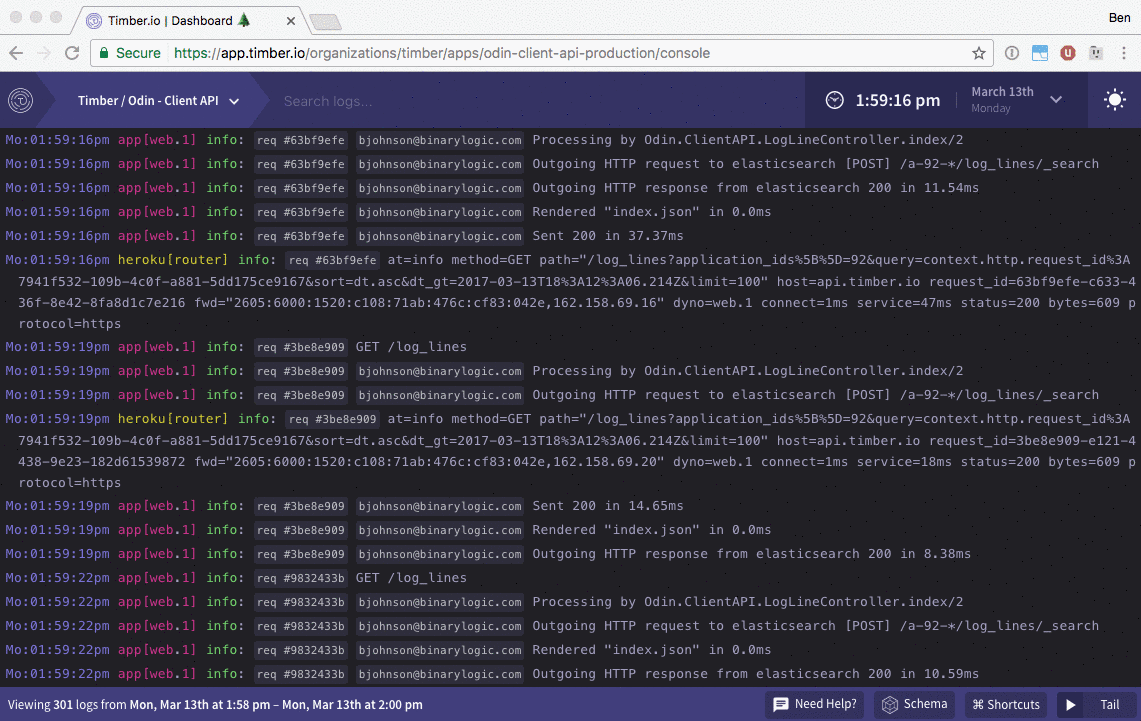 Timber.io | Dashboard 🌲
Ben
Secure https://app.timber.io/organizations/timber/apps/odin-client-api-production/console
Timber / Odin - Client API
Search logs...
1:59:16 pm
March 13th
Monday
Mo:01:59:16pm app[web.1] info: req #63bf9efe bjohnson@binarylogic.com Processing by Odin.ClientAPI.LogLineController.index/2
Mo:01:59:16pm app[web.1] info: req #63bf9efe bjohnson@binarylogic.com Outgoing HTTP request to elasticsearch [POST] /a-92-*/log_lines/_search
Mo:01:59:16pm app[web.1] info: req #63bf9efe bjohnson@binarylogic.com Outgoing HTTP response from elasticsearch 200 in 11.54ms
Mo:01:59:16pm app[web.1] info: req #63bf9efe bjohnson@binarylogic.com Rendered "index.json" in 0.0ms
Mo:01:59:16pm app[web.1] info: req #63bf9efe bjohnson@binarylogic.com Sent 200 in 37.37ms
Mo:01:59:16pm heroku[router] info: req #63bf9efe at=info method=GET path="/log_lines?application_ids%5B%5D=92&query=context.http.request_id%3A
7941f532-109b-4c0f-a881-5dd175ce9167&sort=dt.asc&dt_gt=2017-03-13T18%3A12%3A06.214Z&limit=100" host=api.timber.io request_id=63bf9efe-c633-4
36f-8e42-8fa8d1c7e216 fwd="2605:6000:1520:c108:71ab:476c:cf83:042e,162.158.69.16" dyno=web.1 connect=1ms service=47ms status=200 bytes=609 p
rotocol=https
Mo:01:59:19pm app[web.1] info: req #3be8e909 GET /log_lines
Mo:01:59:19pm app[web.1] info: req #3be8e909 bjohnson@binarylogic.com Processing by Odin.ClientAPI.LogLineController.index/2
Mo:01:59:19pm app[web.1] info: req #3be8e909 bjohnson@binarylogic.com Outgoing HTTP request to elasticsearch [POST] /a-92-*/log_lines/_search
Mo:01:59:19pm heroku[router] info: req #3be8e909 at=info method=GET path="/log_lines?application_ids%5B%5D=92&query=context.http.request_id%3A
7941f532-109b-4c0f-a881-5dd175ce9167&sort=dt.asc&dt_gt=2017-03-13T18%3A12%3A06.214Z&limit=100" host=api.timber.io request_id=3be8e909-e121-4
438-9e23-182d61539872 fwd="2605:6000:1520:c108:71ab:476c:cf83:042e,162.158.69.20" dyno=web.1 connect=1ms service=18ms status=200 bytes=609 p
rotocol=https
Mo:01:59:19pm app[web.1] info: req #3be8e909 bjohnson@binarylogic.com Sent 200 in 14.65ms
Mo:01:59:19pm app[web.1] info: req #3be8e909 bjohnson@binarylogic.com Rendered "index.json" in 0.0ms
Mo:01:59:19pm app[web.1] info: req #3be8e909 bjohnson@binarylogic.com Outgoing HTTP response from elasticsearch 200 in 8.38ms
Mo:01:59:22pm app[web.1] info: req #9832433b GET /log_lines
Mo:01:59:22pm app[web.1] info: req #9832433b bjohnson@binarylogic.com Processing by Odin.ClientAPI.LogLineController.index/2
Mo:01:59:22pm app[web.1] info: req #9832433b bjohnson@binarylogic.com Outgoing HTTP request to elasticsearch [POST] /a-92-*/log_lines/_search
Mo:01:59:22pm app[web.1] info: req #9832433b bjohnson@binarylogic.com Rendered "index.json" in 0.0ms
Mo:01:59:22pm app[web.1] info: req #9832433b bjohnson@binarylogic.com Outgoing HTTP response from elasticsearch 200 in 10.59ms
Viewing 301 logs from Mon, Mar 13th at 1:58 pm – Mon, Mar 13th at 2:00 pm
Need Help?
Schema
⌘ Shortcuts
Tail